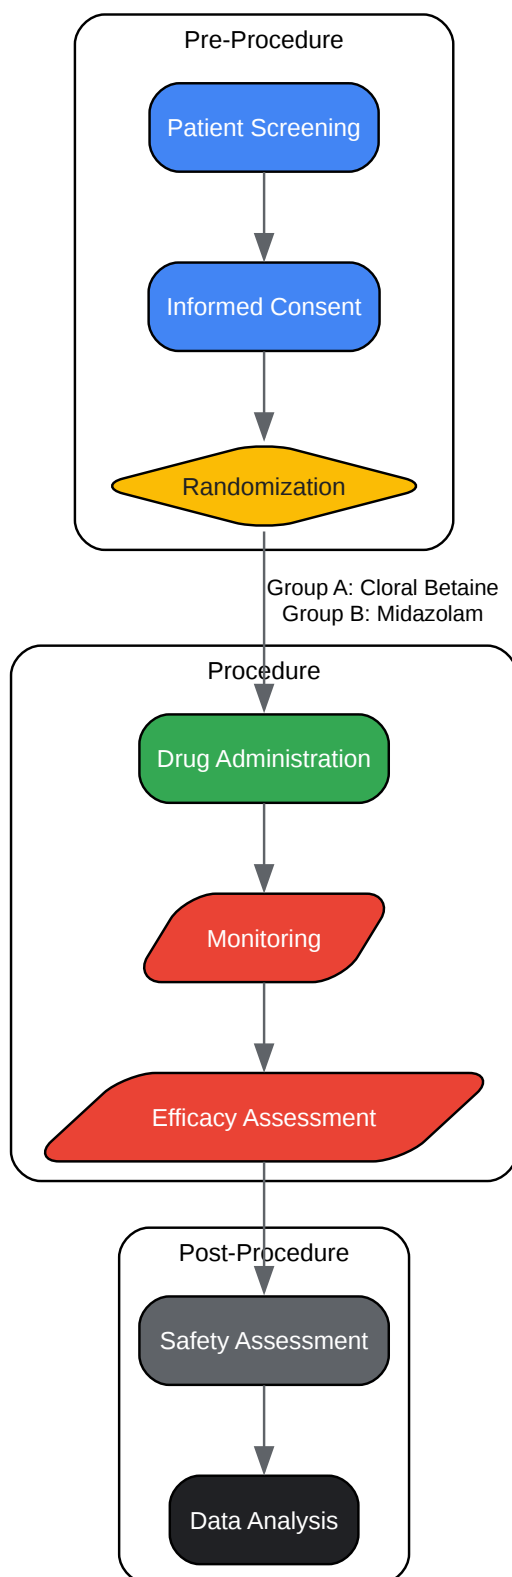 Pre-Procedure
Patient Screening
Informed Consent
Randomization
Group A: Cloral Betaine
Group B: Midazolam
Procedure
Drug Administration
Monitoring
Efficacy Assessment
Post-Procedure
Safety Assessment
Data Analysis